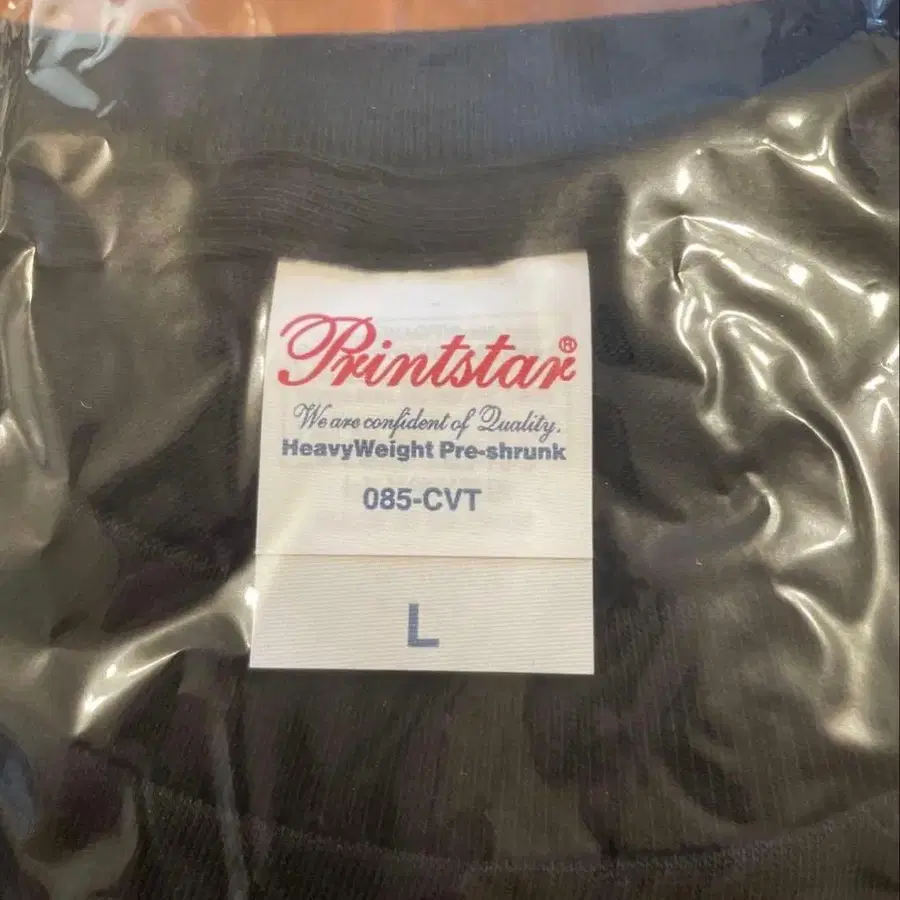 Printstar®
We are confident of Quality.
HeavyWeight Pre-shrunk
085-CVT
L